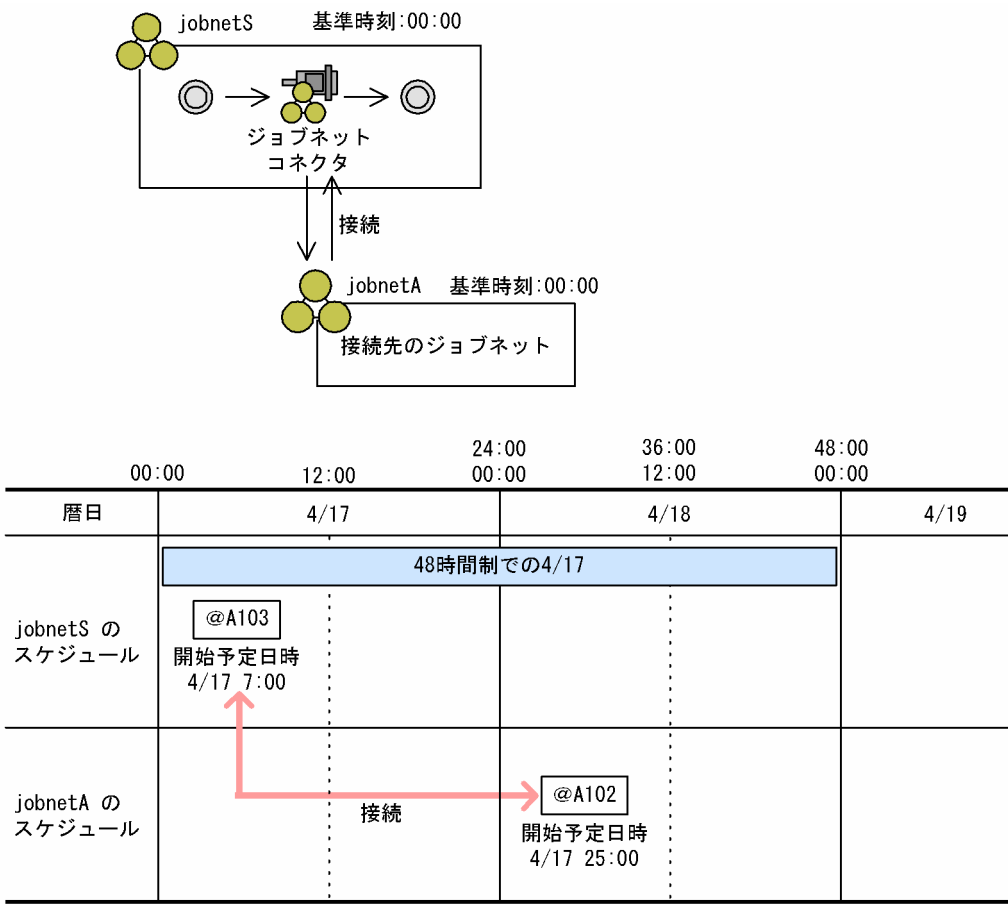 jobnetS 基準時刻:00:00
ジョブネット
コネクタ
接続
jobnetA 基準時刻:00:00
接続先のジョブネット
24:00 36:00 48:00
00:00 12:00 00:00 12:00 00:00
暦日 4/17 4/18 4/19
48時間制での4/17
jobnetS の
スケジュール
@A103
開始予定日時
4/17 7:00
jobnetA の
スケジュール
接続
@A102
開始予定日時
4/17 25:00